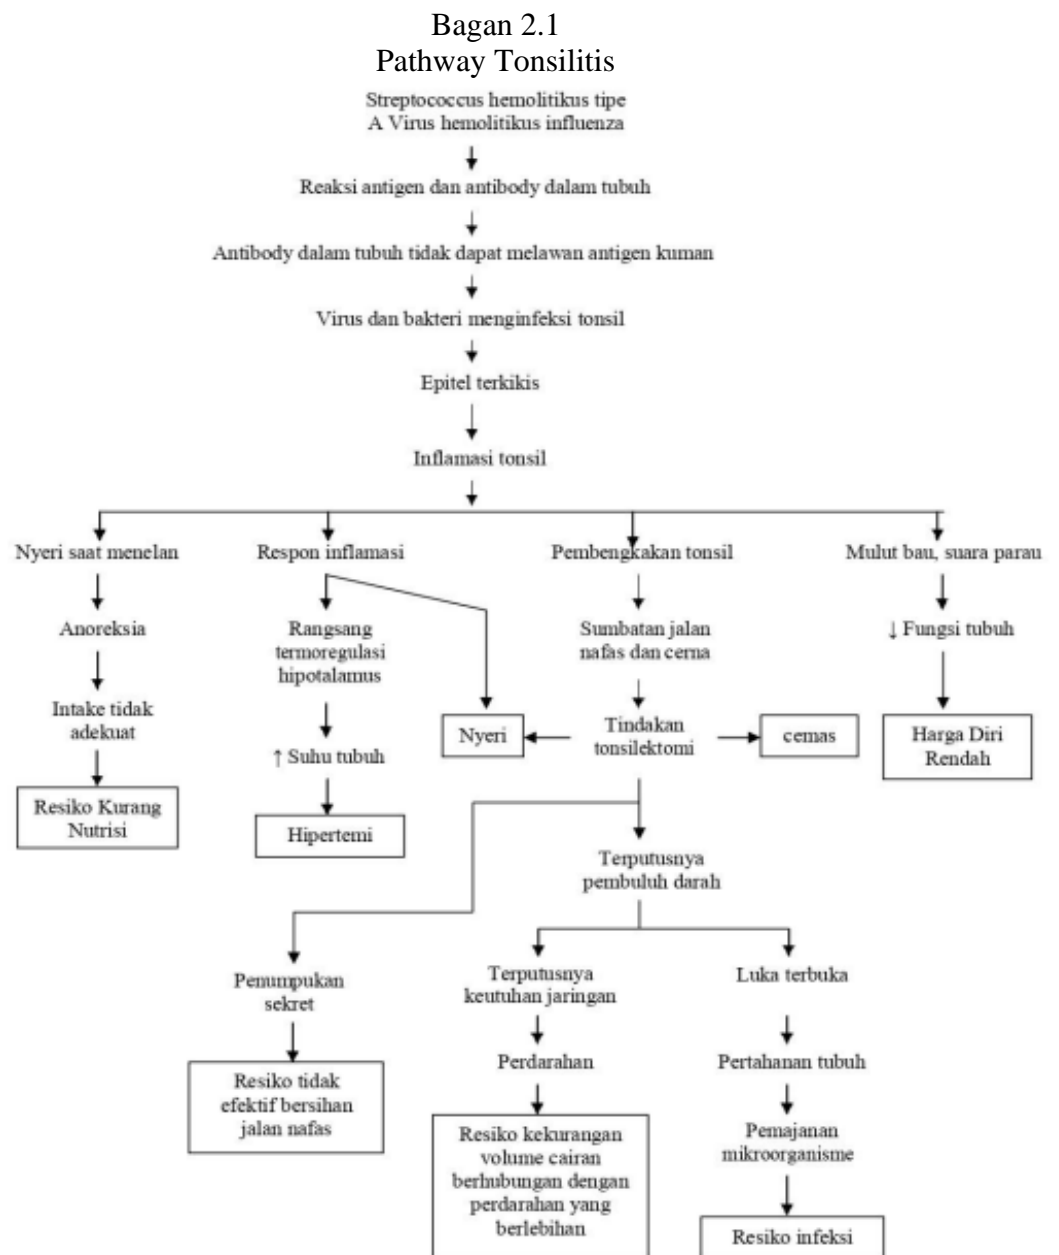 Bagan 2.1
Pathway Tonsilitis
Streptococcus hemolitikus tipe
A Virus hemolitikus influenza
Reaksi antigen dan antibody dalam tubuh
Antibody dalam tubuh tidak dapat melawan antigen kuman
Virus dan bakteri menginfeksi tonsil
Epitel terkikis
Inflamasi tonsil
Nyeri saat menelan
Respon inflamasi
Pembengkakan tonsil
Mulut bau, suara parau
Anoreksia
Rangsang
termoregulasi
hipotalamus
Sumbatan jalan
nafas dan cerna
↓ Fungsi tubuh
Intake tidak
adekuat
↑ Suhu tubuh
Nyeri
Tindakan
tonsilektomi
cemas
Harga Diri
Rendah
Resiko Kurang
Nutrisi
Hipertemi
Terputusnya
pembuluh darah
Penumpukan
sekret
Terputusnya
keutuhan jaringan
Luka terbuka
Resiko tidak
efektif bersihan
jalan nafas
Perdarahan
Pertahanan tubuh
Resiko kekurangan
volume cairan
berhubungan dengan
perdarahan yang
berlebihan
Pemajanan
mikroorganisme
Resiko infeksi